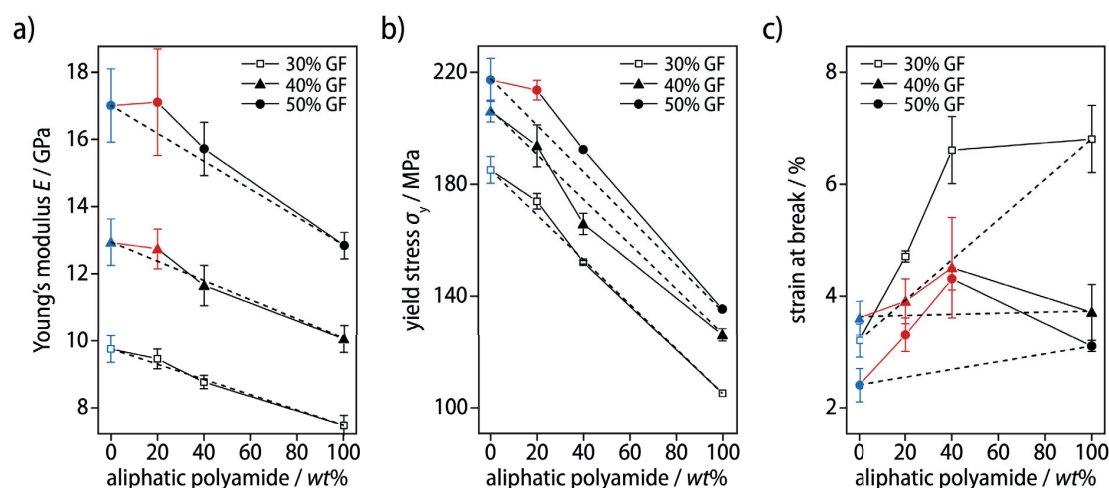 a)
Young's modulus E / GPa
18
16
14
12
10
8
30% GF
40% GF
50% GF
0 20 40 60 80 100
aliphatic polyamide / wt%
b)
yield stress σy / MPa
220
180
140
100
30% GF
40% GF
50% GF
0 20 40 60 80 100
aliphatic polyamide / wt%
c)
strain at break / %
8
6
4
2
30% GF
40% GF
50% GF
0 20 40 60 80 100
aliphatic polyamide / wt%